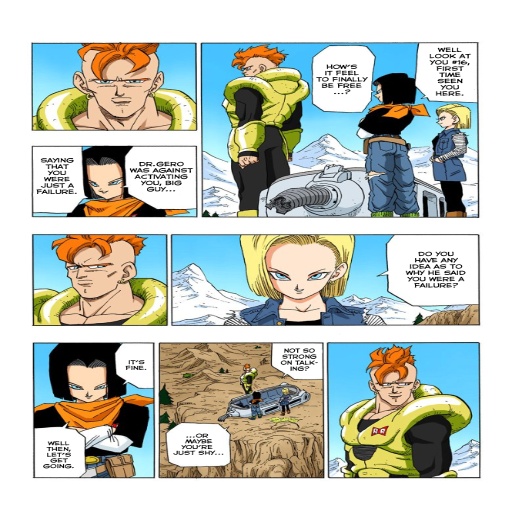 WELL
LOOK AT
YOU #16,
FIRST
TIME
SEEN
YOU
HERE.
HOW'S
IT FEEL
TO FINALLY
BE FREE
...?
DR.GERO
WAS AGAINST
ACTIVATING
YOU, BIG
GUY...
SAYING
THAT
YOU
WERE
JUST A
FAILURE.
DO YOU
HAVE ANY
IDEA AS TO
WHY HE SAID
YOU WERE A
FAILURE?
IT'S
FINE.
WELL
THEN,
LET'S
GET
GOING.
NOT SO
STRONG
ON TALK-
ING?
...OR
MAYBE
YOU'RE
JUST SHY...
RR